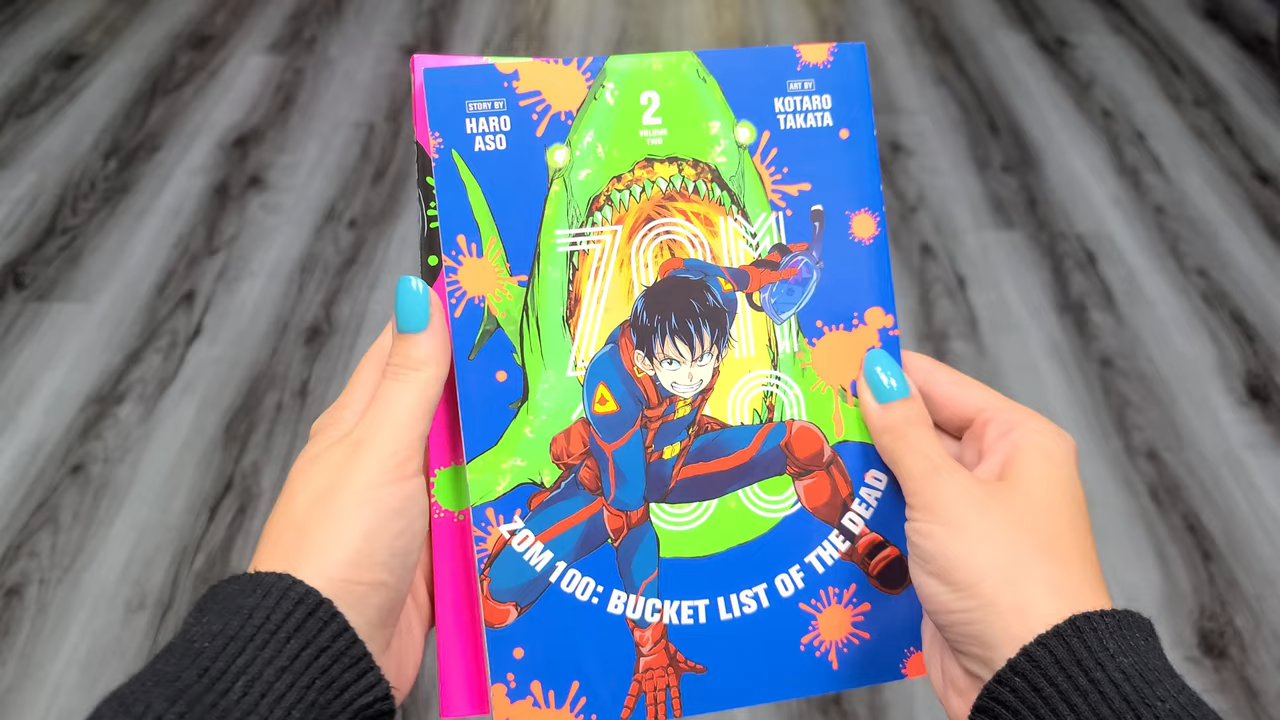 STORY BY
HARO
ASO
2
VOLUME
TWO
ART BY
KOTARO
TAKATA
ZOM
100
ZOM 100: BUCKET LIST OF THE DEAD